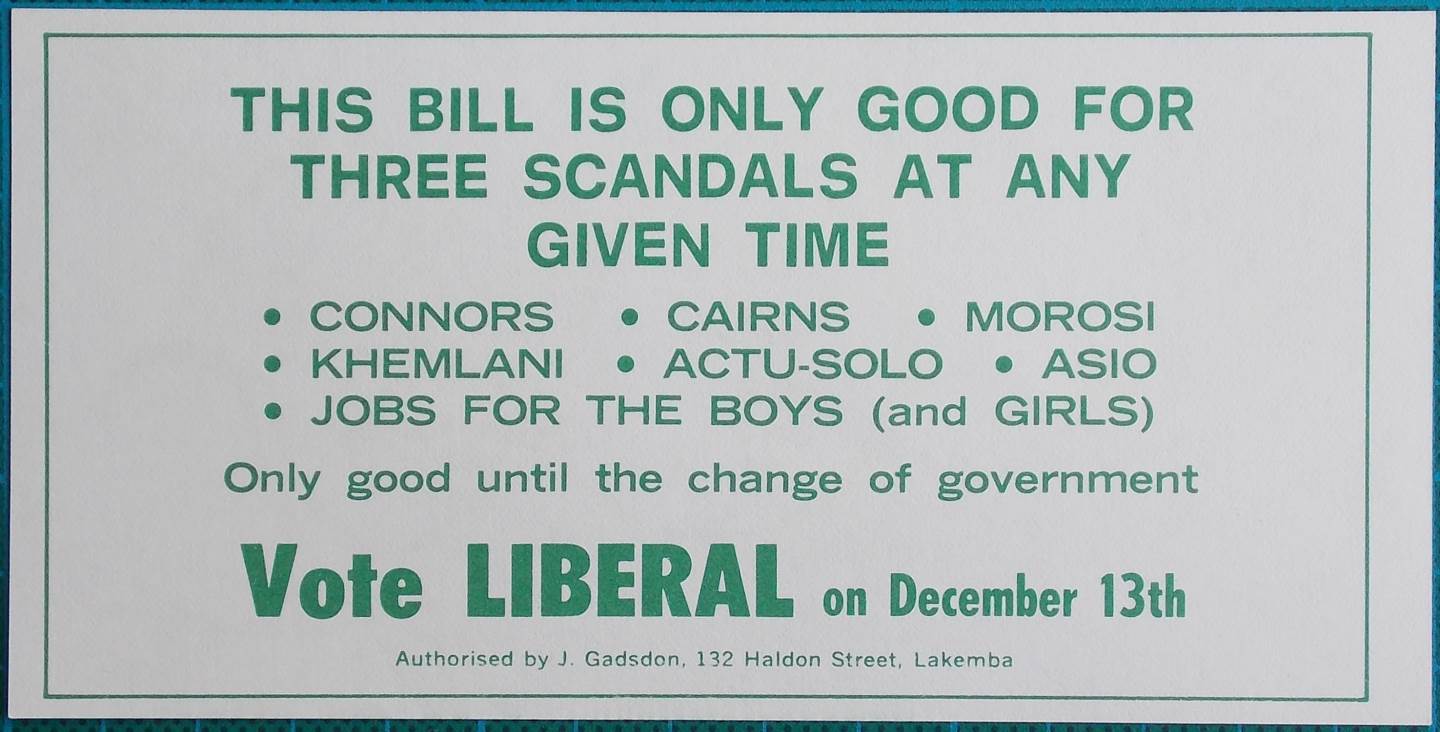 THIS BILL IS ONLY GOOD FOR
THREE SCANDALS AT ANY
GIVEN TIME
• CONNORS • CAIRNS • MOROSI
• KHEMLANI • ACTU-SOLO • ASIO
• JOBS FOR THE BOYS (and GIRLS)
Only good until the change of government
Vote LIBERAL on December 13th
Authorised by J. Gadsdon, 132 Haldon Street, Lakemba